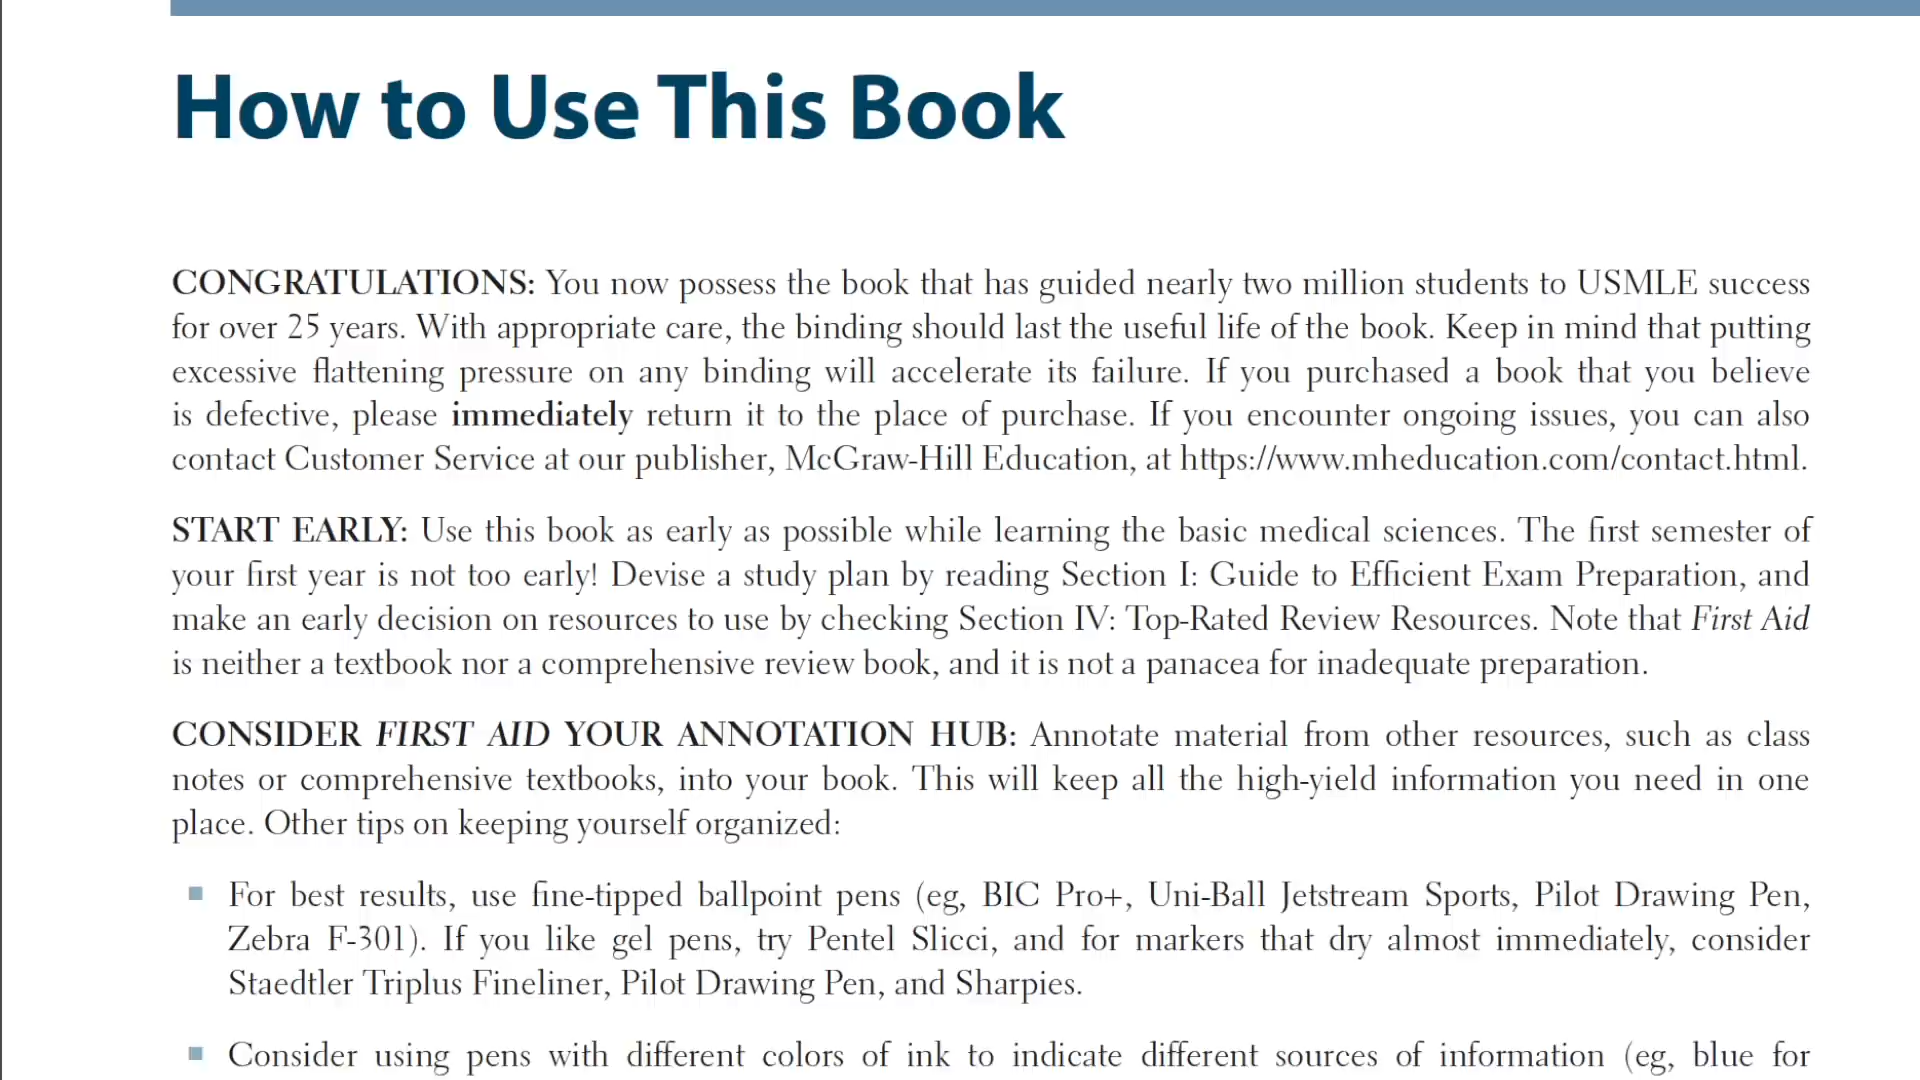 How to Use This Book
CONGRATULATIONS: You now possess the book that has guided nearly two million students to USMLE success
for over 25 years. With appropriate care, the binding should last the useful life of the book. Keep in mind that putting
excessive flattening pressure on any binding will accelerate its failure. If you purchased a book that you believe
is defective, please immediately return it to the place of purchase. If you encounter ongoing issues, you can also
contact Customer Service at our publisher, McGraw-Hill Education, at https://www.mheducation.com/contact.html.
START EARLY: Use this book as early as possible while learning the basic medical sciences. The first semester of
your first year is not too early! Devise a study plan by reading Section I: Guide to Efficient Exam Preparation, and
make an early decision on resources to use by checking Section IV: Top-Rated Review Resources. Note that First Aid
is neither a textbook nor a comprehensive review book, and it is not a panacea for inadequate preparation.
CONSIDER FIRST AID YOUR ANNOTATION HUB: Annotate material from other resources, such as class
notes or comprehensive textbooks, into your book. This will keep all the high-yield information you need in one
place. Other tips on keeping yourself organized:
■ For best results, use fine-tipped ballpoint pens (eg, BIC Pro+, Uni-Ball Jetstream Sports, Pilot Drawing Pen,
Zebra F-301). If you like gel pens, try Pentel Slicci, and for markers that dry almost immediately, consider
Staedtler Triplus Fineliner, Pilot Drawing Pen, and Sharpies.
■ Consider using pens with different colors of ink to indicate different sources of information (eg, blue for